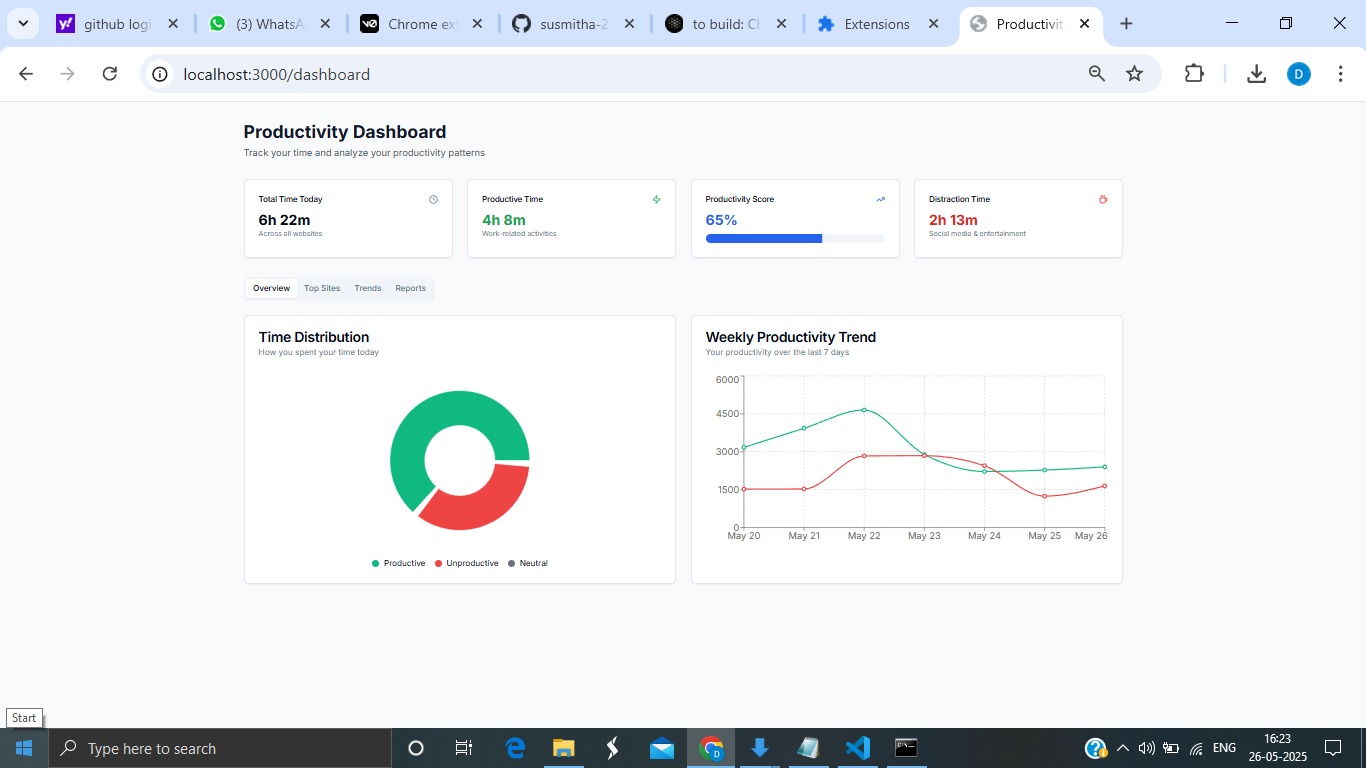 github logi
(3) WhatsA
Chrome ex
susmitha-2
to build: Ch
Extensions
Productivit
localhost:3000/dashboard
D
Productivity Dashboard
Track your time and analyze your productivity patterns
Total Time Today
6h 22m
Across all websites
Productive Time
4h 8m
Work-related activities
Productivity Score
65%
Distraction Time
2h 13m
Social media & entertainment
Overview Top Sites Trends Reports
Time Distribution
How you spent your time today
Productive Unproductive Neutral
Weekly Productivity Trend
Your productivity over the last 7 days
6000
4500
3000
1500
0
May 20 May 21 May 22 May 23 May 24 May 25 May 26
Start
Type here to search
ENG
16:23
26-05-2025